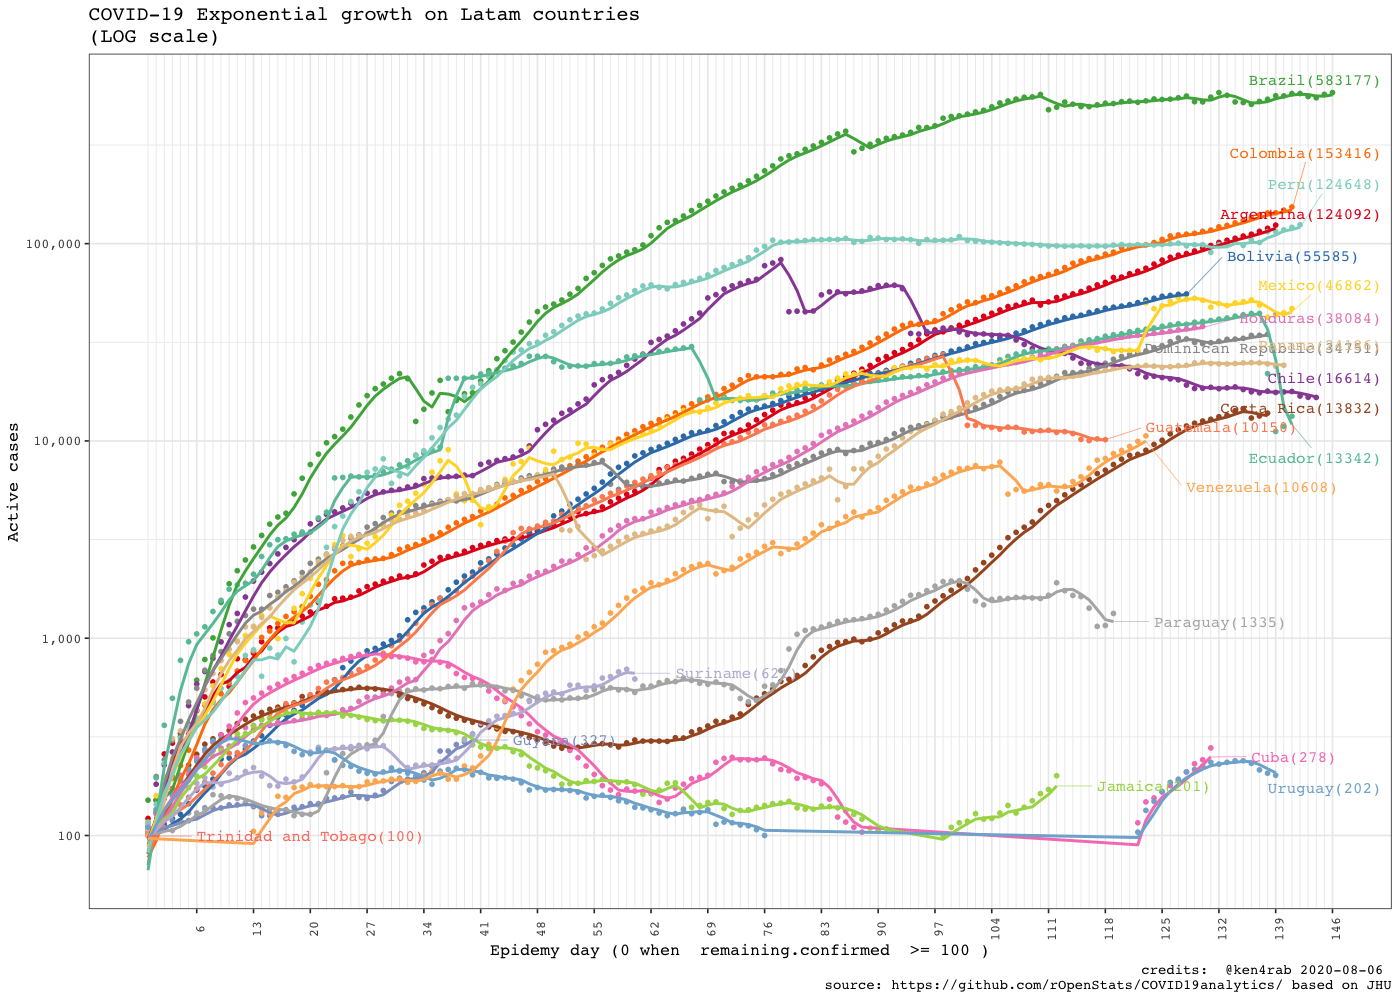 COVID-19 Exponential growth on Latam countries
(LOG scale)
Brazil(583177)
Colombia(153416)
Peru(124648)
Argentina(124092)
100,000
Bolivia(55585)
Mexico(46862)
Honduras(38084)
Dominican Republic(34751)
Chile(16614)
Costa Rica(13832)
Guatemala(10150)
10,000
Ecuador(13342)
Venezuela(10608)
Active cases
1,000
Paraguay(1335)
Guyana(327)
Cuba(278)
Jamaica(201)
Uruguay(202)
100
Trinidad and Tobago(100)
6 13 20 27 34 41 48 55 62 69 76 83 90 97 104 111 118 125 132 139 146
Epidemy day (0 when remaining.confirmed >= 100 )
credits: @ken4rab 2020-08-06
source: https://github.com/rOpenStats/COVID19analytics/ based on JHU